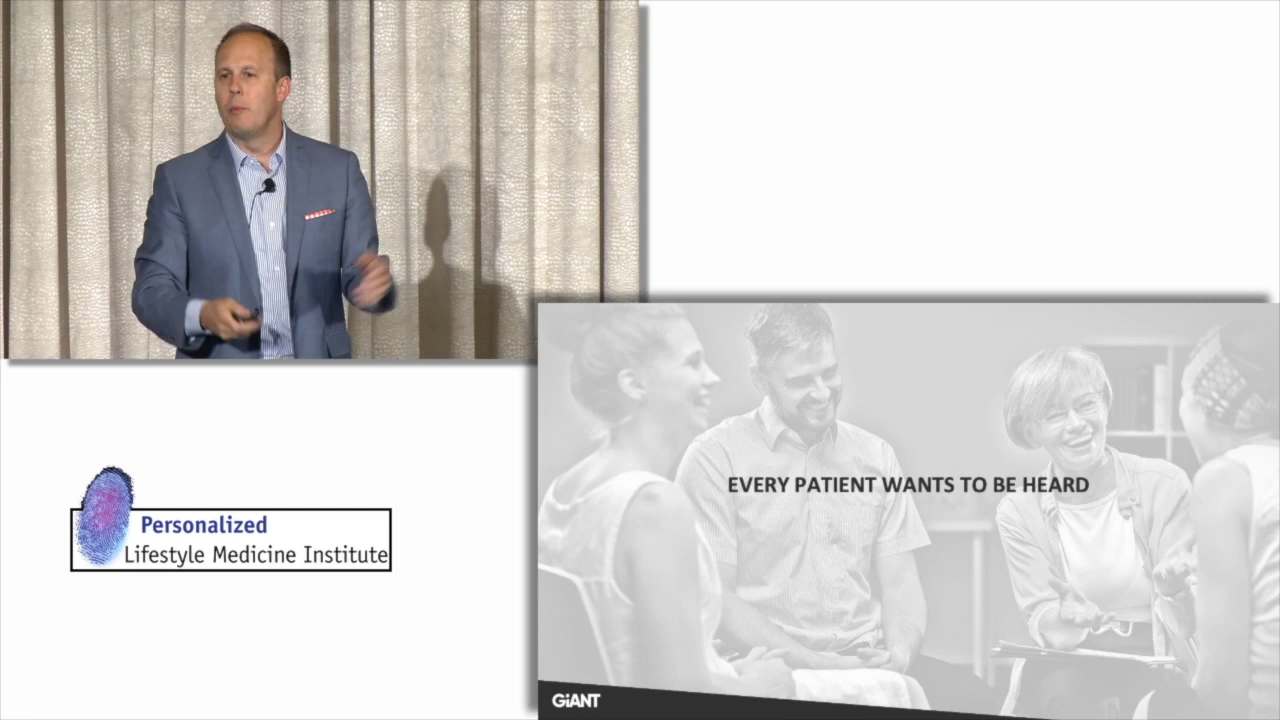 EVERY PATIENT WANTS TO BE HEARD
Personalized
Lifestyle Medicine Institute
GiANT